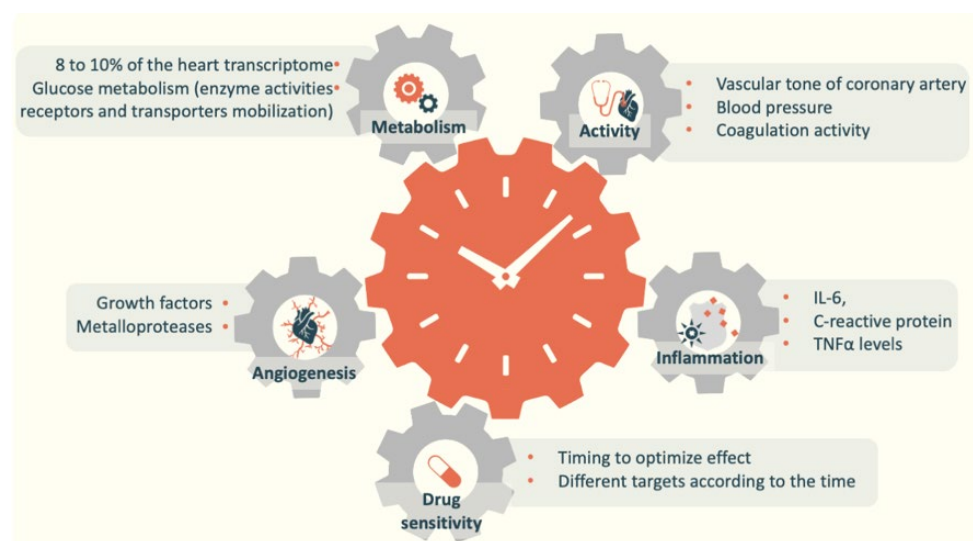 8 to 10% of the heart transcriptome•
Glucose metabolism (enzyme activities•
receptors and transporters mobilization)
Metabolism
Activity
• Vascular tone of coronary artery
• Blood pressure
• Coagulation activity
Growth factors •
Metalloproteases •
Angiogenesis
Inflammation
• IL-6,
• C-reactive protein
• TNFα levels
Drug
sensitivity
• Timing to optimize effect
• Different targets according to the time